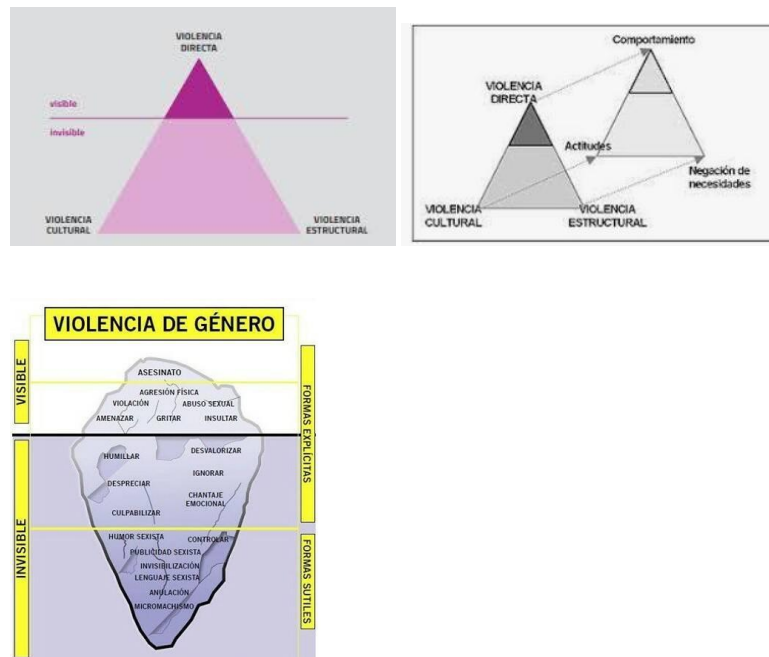 VIOLENCIA
DIRECTA
visible
invisible
VIOLENCIA
CULTURAL
VIOLENCIA
ESTRUCTURAL
Comportamiento
VIOLENCIA
DIRECTA
Actitudes
Negación de
necesidades
VIOLENCIA
CULTURAL
VIOLENCIA
ESTRUCTURAL
VIOLENCIA DE GÉNERO
VISIBLE
ASESINATO
AGRESIÓN FÍSICA
VIOLACIÓN
ABUSO SEXUAL
AMENAZAR
GRITAR
INSULTAR
FORMAS EXPLÍCITAS
INVISIBLE
HUMILLAR
DESVALORIZAR
IGNORAR
DESPRECIAR
CHANTAJE
EMOCIONAL
CULPABILIZAR
HUMOR SEXISTA
CONTROLAR
PUBLICIDAD SEXISTA
INVISIBILIZACIÓN
LENGUAJE SEXISTA
ANULACIÓN
MICROMACHISMO
FORMAS SUTILES